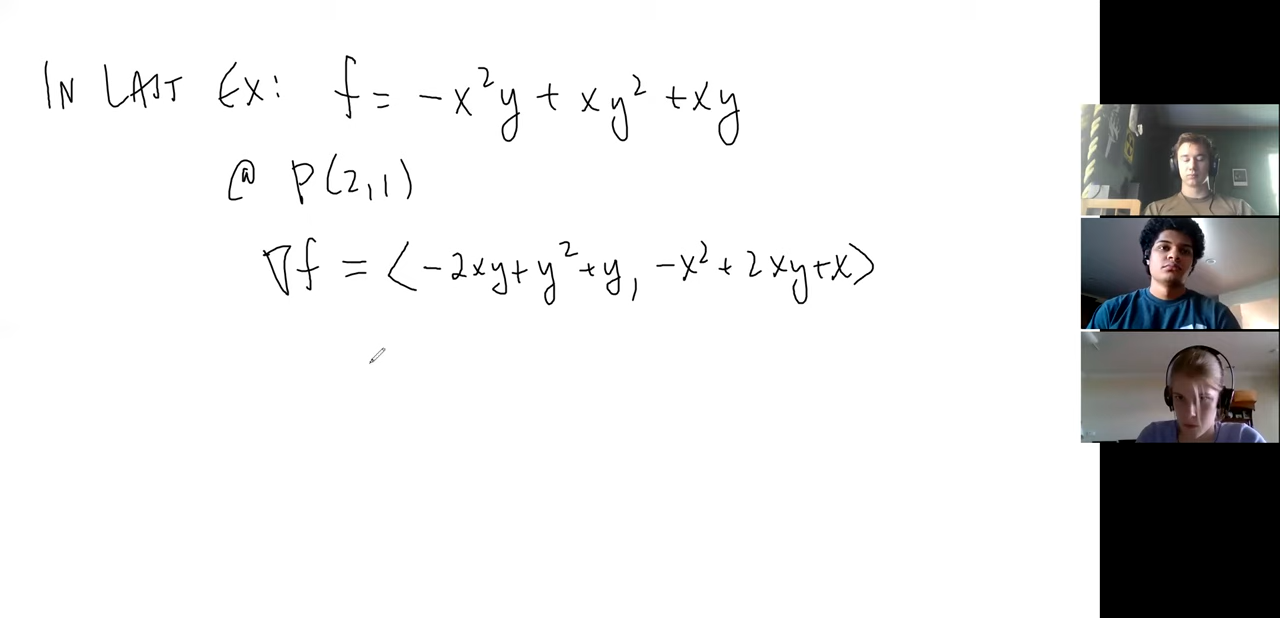 IN LAST EX: f = -x²y + xy² + xy
@ P(2,1)
∇f = ⟨-2xy + y² + y, -x² + 2xy + x⟩